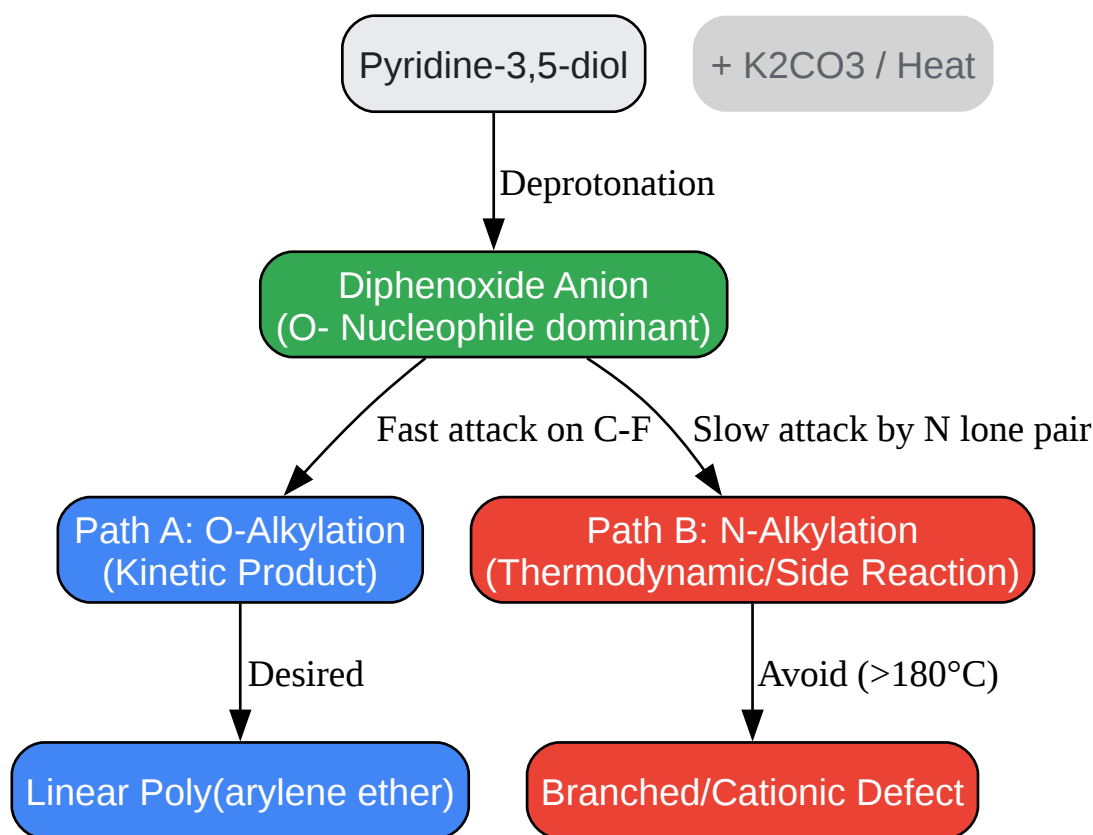 Pyridine-3,5-diol
+ K2CO3 / Heat
Deprotonation
Diphenoxide Anion
(O- Nucleophile dominant)
Fast attack on C-F
Slow attack by N lone pair
Path A: O-Alkylation
(Kinetic Product)
Path B: N-Alkylation
(Thermodynamic/Side Reaction)
Desired
Avoid (>180°C)
Linear Poly(arylene ether)
Branched/Cationic Defect